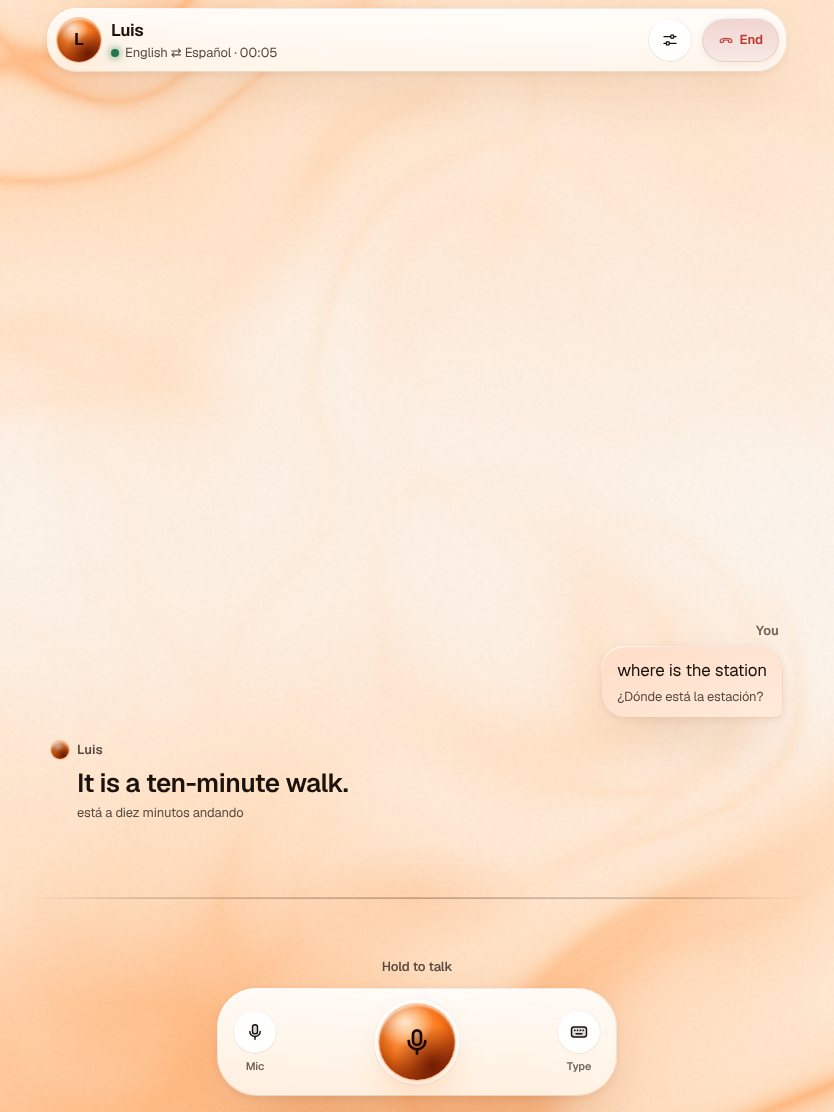 L
Luis
English ⇄ Español · 00:05
End
You
where is the station
¿Dónde está la estación?
Luis
It is a ten-minute walk.
está a diez minutos andando
Hold to talk
Mic
Type